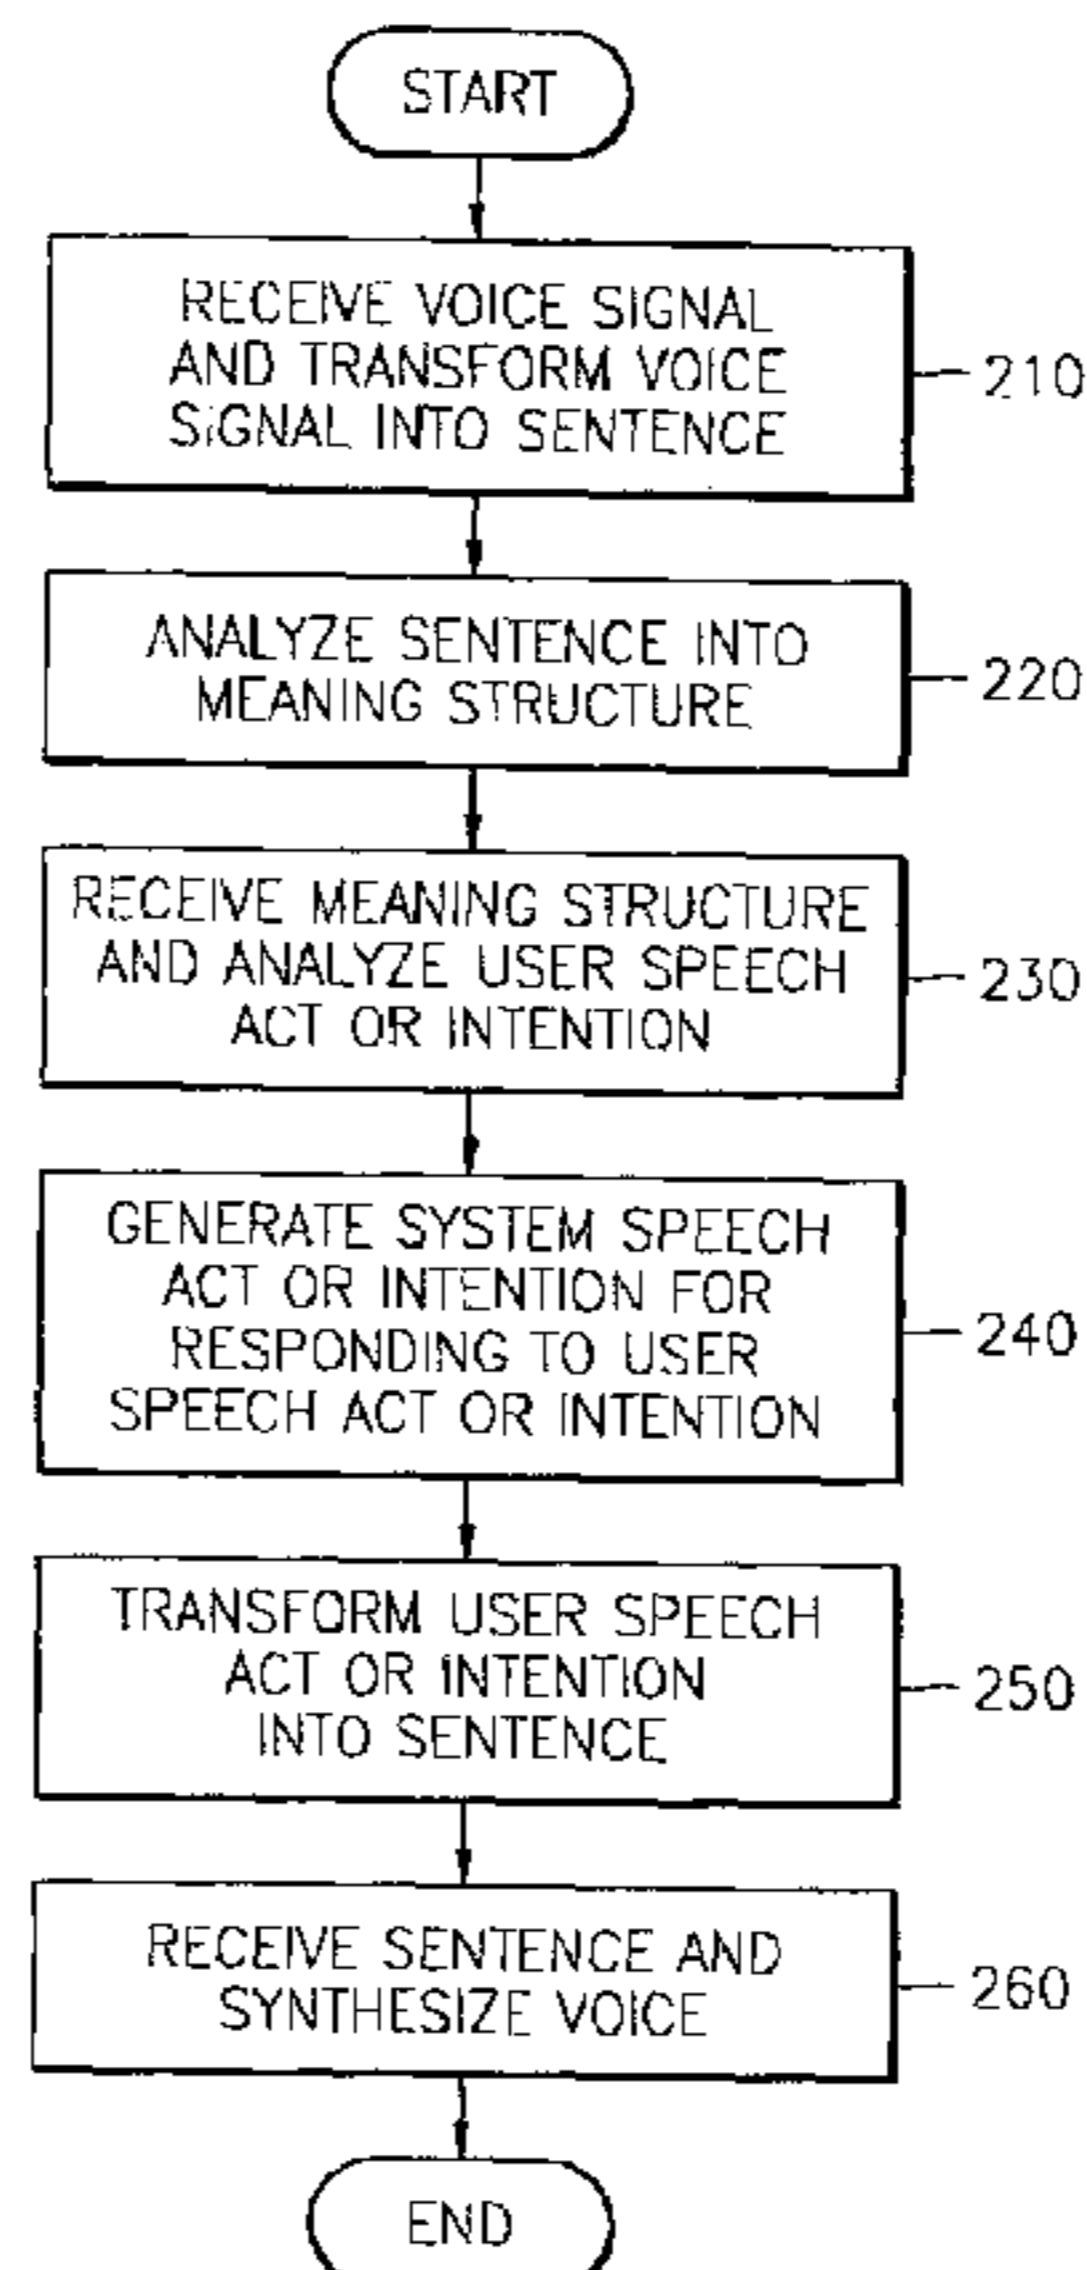 START
RECEIVE VOICE SIGNAL
AND TRANSFORM VOICE
SIGNAL INTO SENTENCE
210
ANALYZE SENTENCE INTO
MEANING STRUCTURE
220
RECEIVE MEANING STRUCTURE
AND ANALYZE USER SPEECH
ACT OR INTENTION
230
GENERATE SYSTEM SPEECH
ACT OR INTENTION FOR
RESPONDING TO USER
SPEECH ACT OR INTENTION
240
TRANSFORM USER SPEECH
ACT OR INTENTION
INTO SENTENCE
250
RECEIVE SENTENCE AND
SYNTHESIZE VOICE
260
END